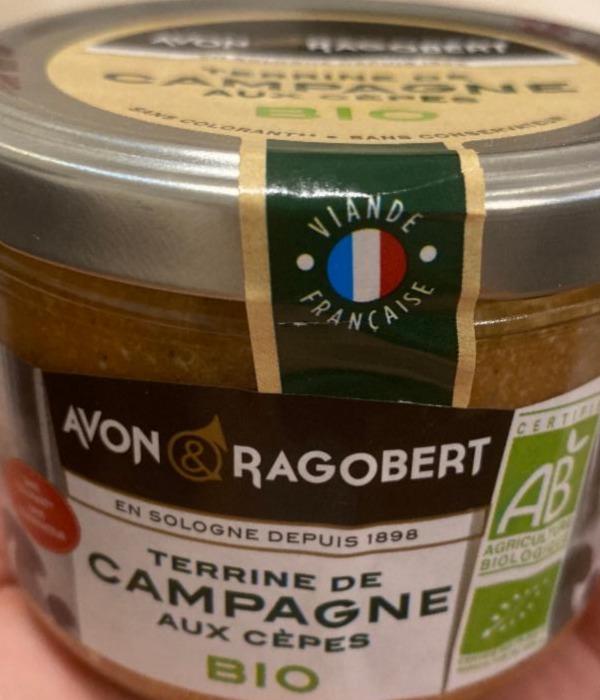 AVON RAGOBERT
TERRINE DE
CAMPAGNE
AUX CÈPES
BIO
SANS COLORANT** • SANS CONSERVATEUR
VIANDE
FRANÇAISE
AVON & RAGOBERT
EN SOLOGNE DEPUIS 1898
TERRINE DE
CAMPAGNE
AUX CÈPES
BIO
CERTIFIÉ
AB
AGRICULTURE
BIOLOGIQUE